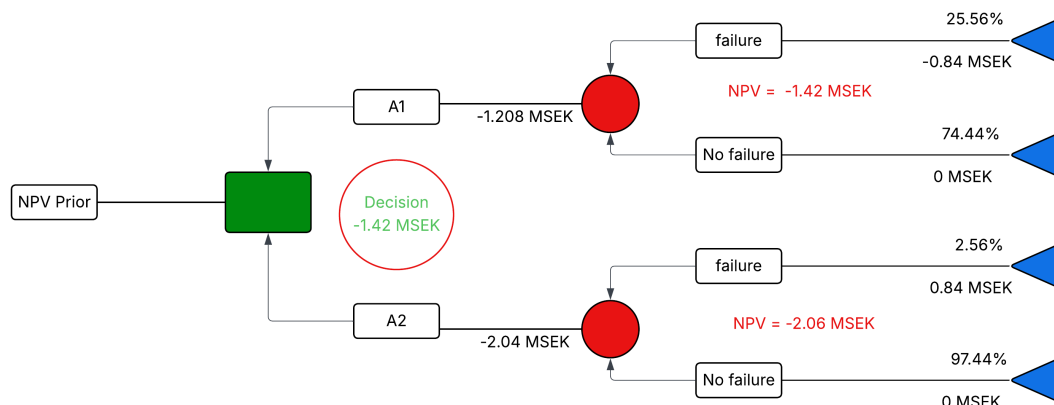 25.56%
failure
-0.84 MSEK
NPV =  -1.42 MSEK
A1
-1.208 MSEK
74.44%
No failure
0 MSEK
NPV Prior
Decision
-1.42 MSEK
2.56%
failure
0.84 MSEK
NPV = -2.06 MSEK
A2
-2.04 MSEK
97.44%
No failure
0 MSEK